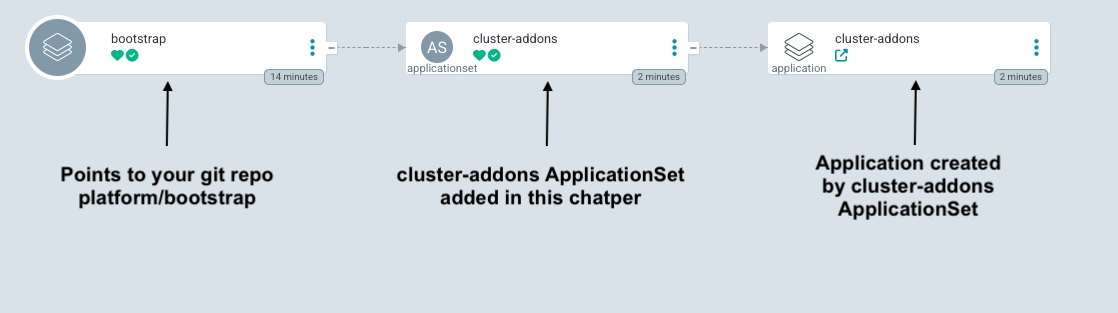 bootstrap
14 minutes
AS
applicationset
cluster-addons
2 minutes
application
cluster-addons
2 minutes
Points to your git repo
platform/bootstrap
cluster-addons ApplicationSet
added in this chatper
Application created
by cluster-addons
ApplicationSet